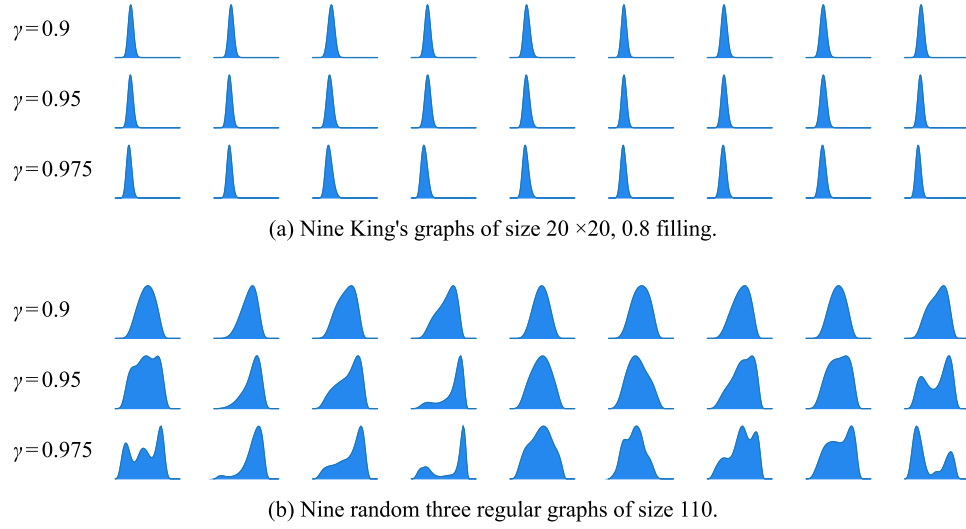 γ=0.9
γ=0.95
γ=0.975
(a) Nine King's graphs of size 20 ×20, 0.8 filling.
γ=0.9
γ=0.95
γ=0.975
(b) Nine random three regular graphs of size 110.